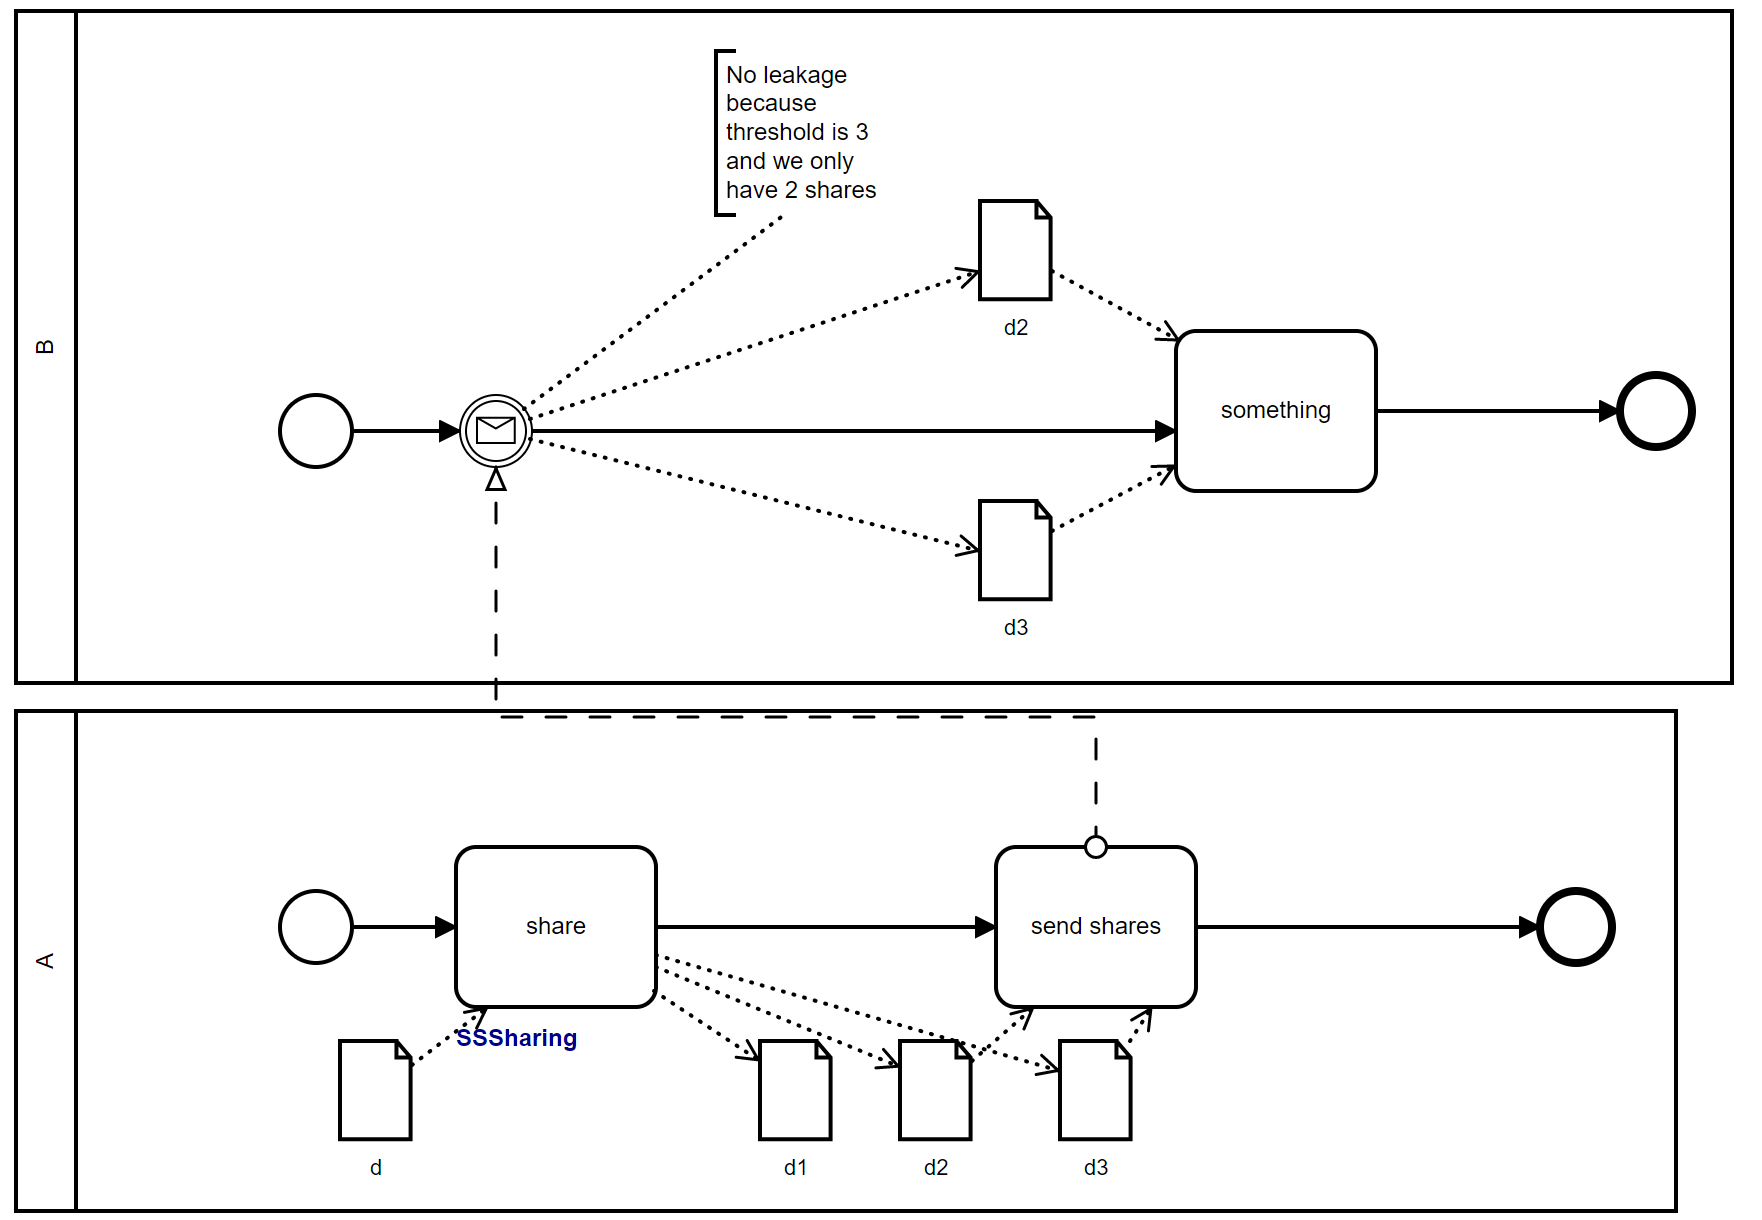 No leakage
because
threshold is 3
and we only
have 2 shares
d2
B
something
d3
share
send shares
A
SSSharing
d
d1
d2
d3